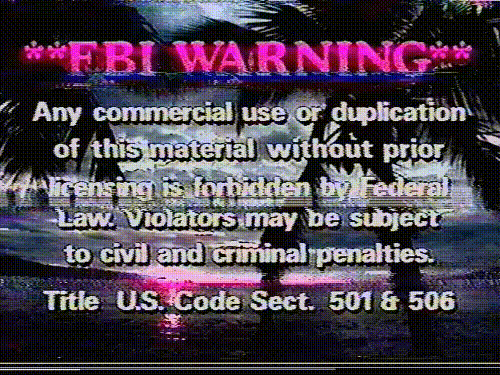 **FBI WARNING**
Any commercial use or duplication
of this material without prior
licensing is forbidden by Federal
Law. Violators may be subject
to civil and criminal penalties.
Title U.S. Code Sect. 501 & 506